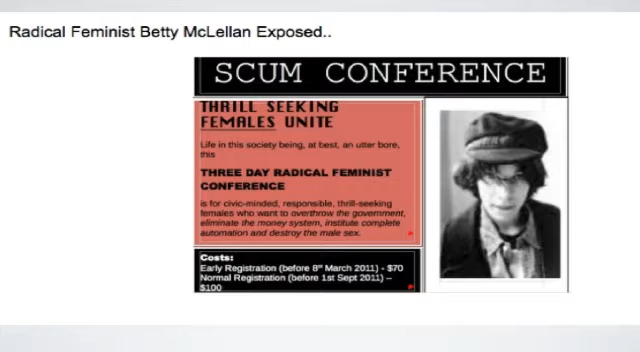 Radical Feminist Betty McLellan Exposed..
SCUM CONFERENCE
THRILL SEEKING
FEMALES UNITE
Life in this society being, at best, an utter bore,
this
THREE DAY RADICAL FEMINIST
CONFERENCE
is for civic-minded, responsible, thrill-seeking
females who want to overthrow the government,
eliminate the money system, institute complete
automation and destroy the male sex.
Costs:
Early Registration (before 8th March 2011) - $70
Normal Registration (before 1st Sept 2011) –
$100